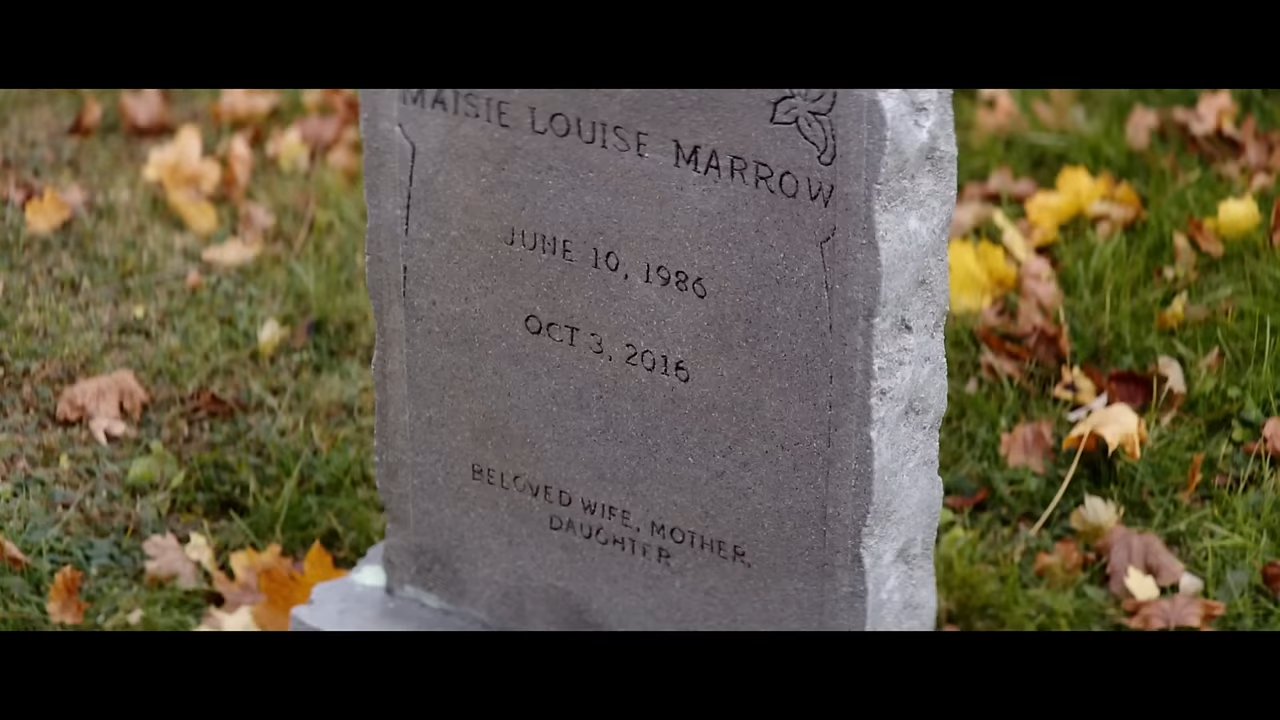 MAISIE LOUISE MARROW
JUNE 10, 1986
OCT 3, 2016
BELOVED WIFE, MOTHER,
DAUGHTER